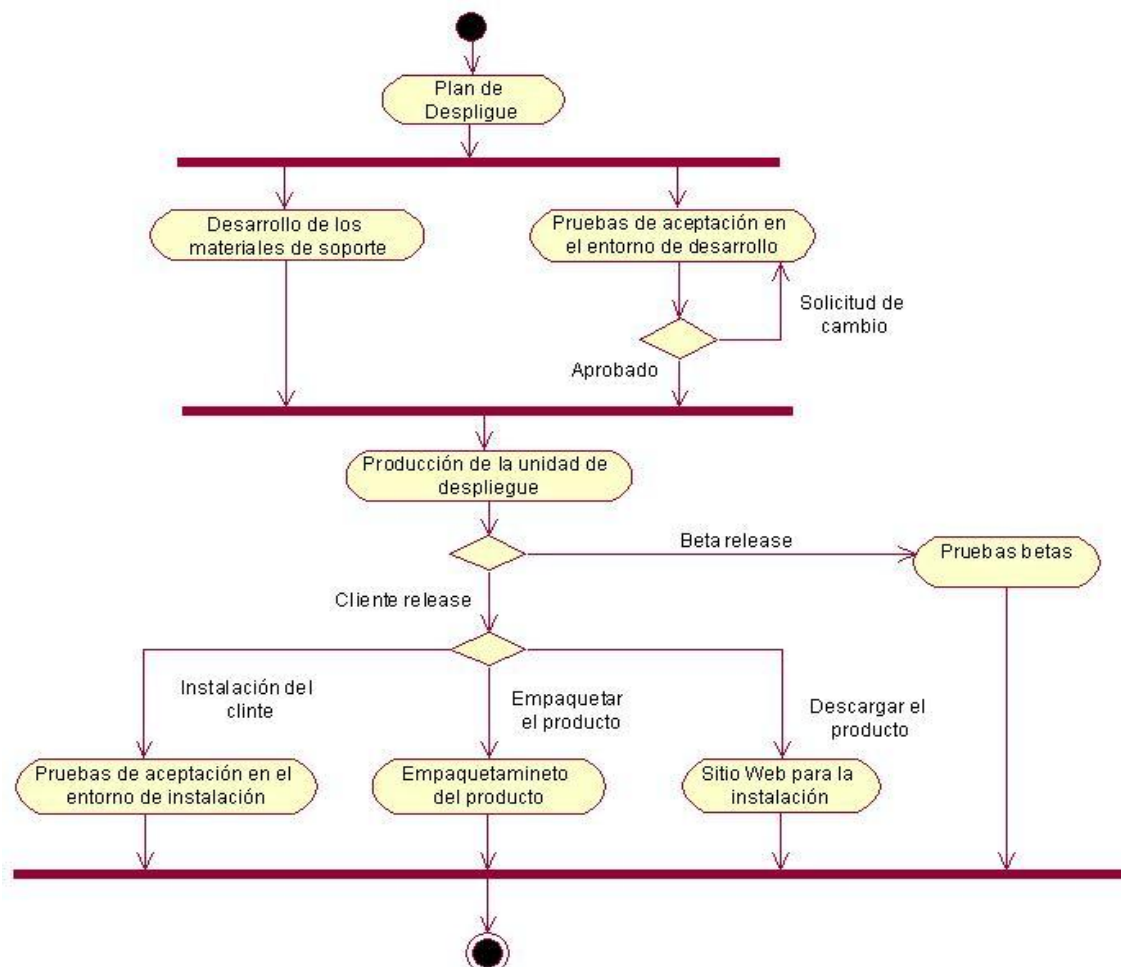 Plan de
Despligue
Desarrollo de los
materiales de soporte
Pruebas de aceptación en
el entorno de desarrollo
Solicitud de
cambio
Aprobado
Producción de la unidad de
despliegue
Beta release
Pruebas betas
Cliente release
Instalación del
clinte
Empaquetar
el producto
Descargar el
producto
Pruebas de aceptación en el
entorno de instalación
Empaquetamineto
del producto
Sitio Web para la
instalación